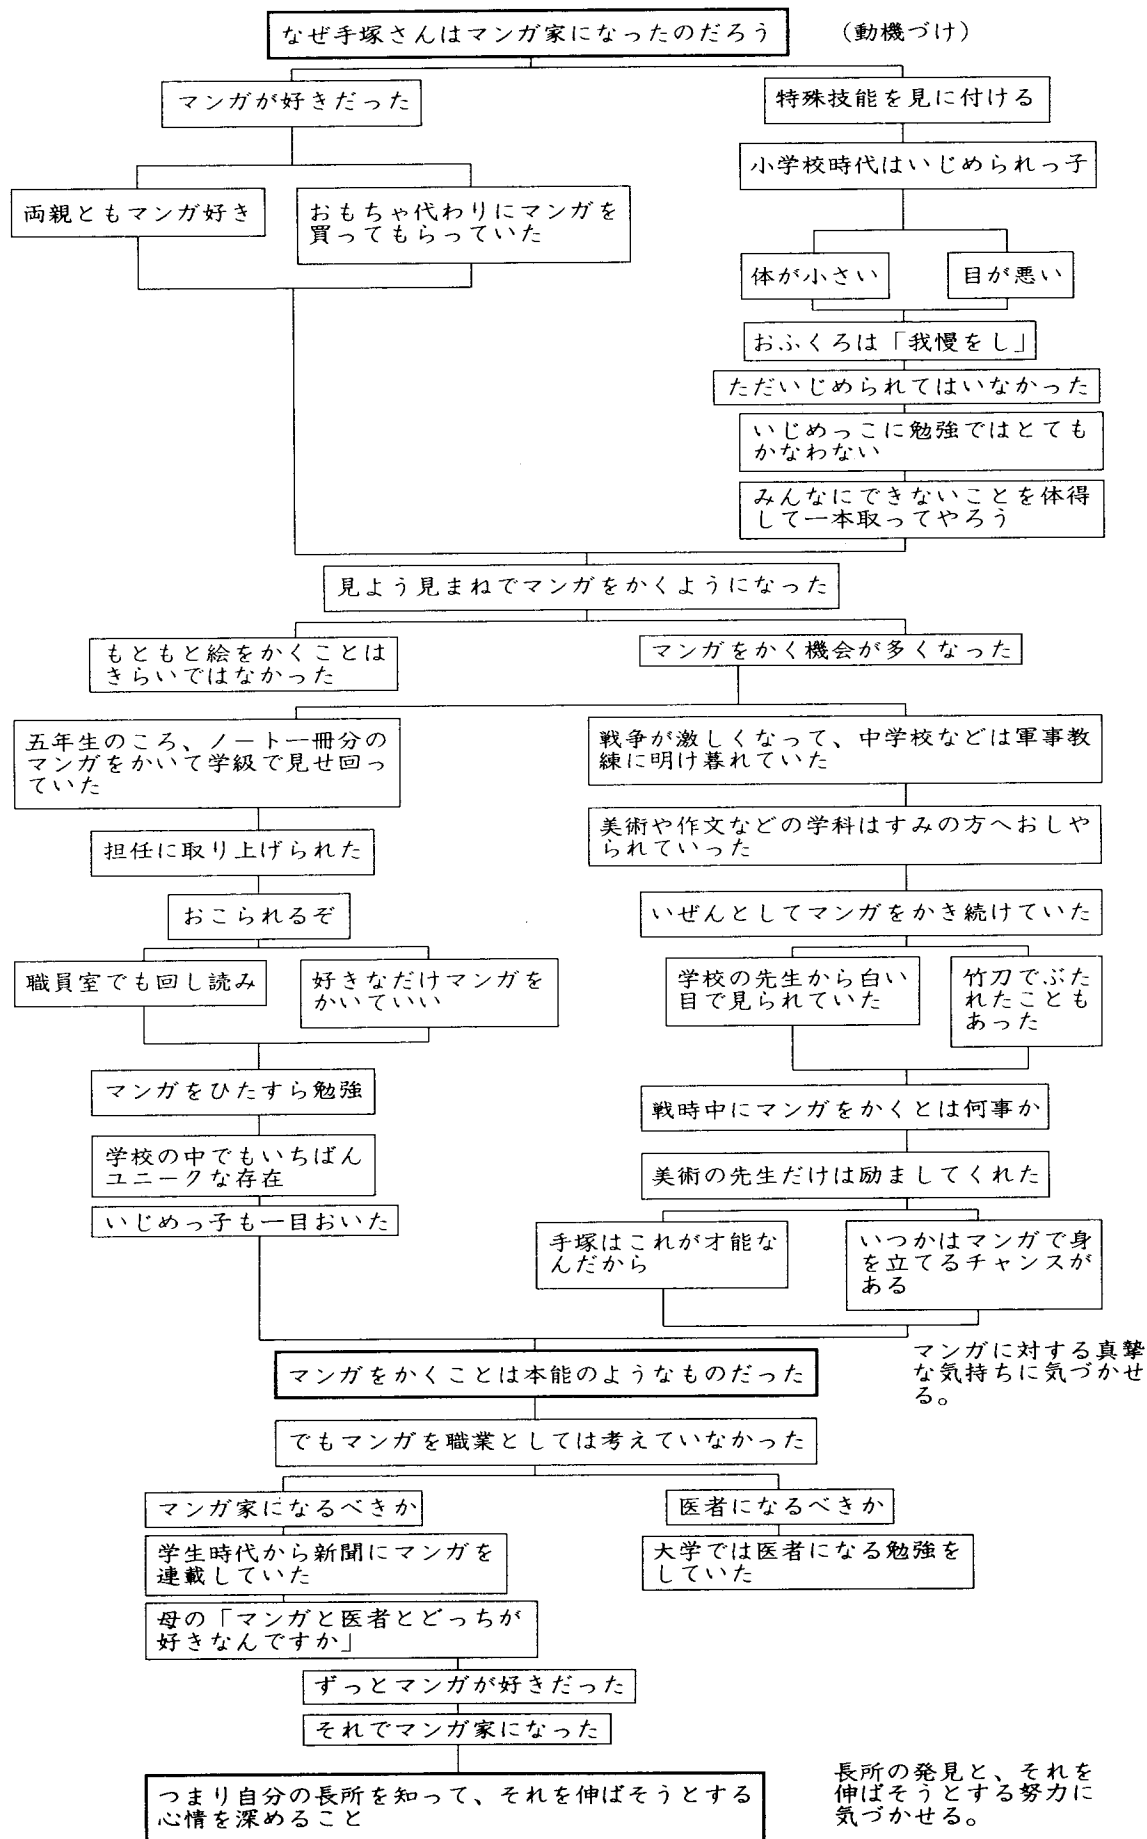 なぜ手塚さんはマンガ家になったのだろう
(動機づけ)
マンガが好きだった
特殊技能を見に付ける
小学校時代はいじめられっ子
両親ともマンガ好き
おもちゃ代わりにマンガを
買ってもらっていた
体が小さい
目が悪い
おふくろは「我慢をし」
ただいじめられてはいなかった
いじめっこに勉強ではとても
かなわない
みんなにできないことを体得
して一本取ってやろう
見よう見まねでマンガをかくようになった
もともと絵をかくことは
きらいではなかった
マンガをかく機会が多くなった
五年生のころ、ノート一冊分の
マンガをかいて学級で見せ回っ
ていた
担任に取り上げられた
おこられるぞ
職員室でも回し読み
好きなだけマンガを
かいていい
マンガをひたすら勉強
学校の中でもいちばん
ユニークな存在
いじめっ子も一目おいた
戦争が激しくなって、中学校などは軍事教
練に明け暮れていた
美術や作文などの学科はすみの方へおしや
られていった
いぜんとしてマンガをかき続けていた
学校の先生から白い
目で見られていた
竹刀でぶた
れたことも
あった
戦時中にマンガをかくとは何事か
美術の先生だけは励ましてくれた
手塚はこれが才能な
んだから
いつかはマンガで身
を立てるチャンスが
ある
マンガをかくことは本能のようなものだった
マンガに対する真摯
な気持ちに気づかせ
る。
でもマンガを職業としては考えていなかった
マンガ家になるべきか
学生時代から新聞にマンガを
連載していた
母の「マンガと医者とどっちが
好きなんですか」
医者になるべきか
大学では医者になる勉強を
していた
ずっとマンガが好きだった
それでマンガ家になった
つまり自分の長所を知って、それを伸ばそうとする
心情を深めること
長所の発見と、それを
伸ばそうとする努力に
気づかせる。